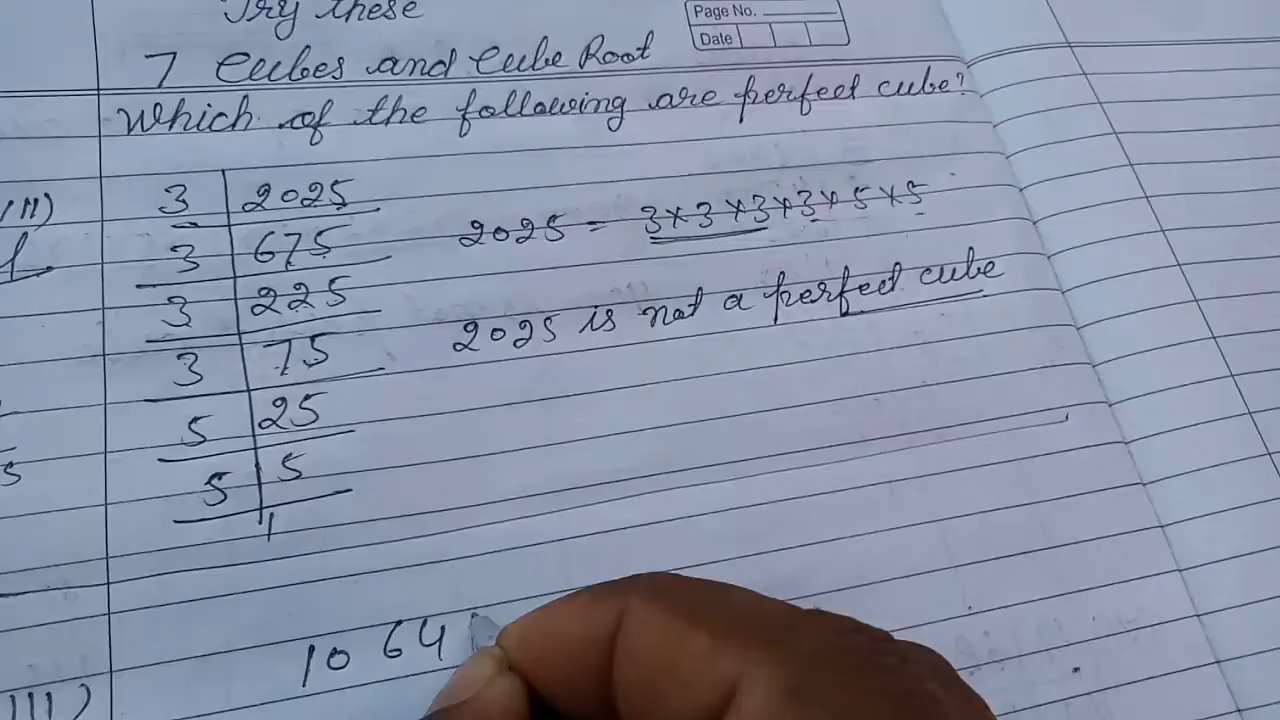 Try these
Page No.
Date
7 Cubes and Cube Root
Which of the following are perfect cube?
3 2025
2025 = 3×3×3×3×5×5
3 675
3 225
2025 is not a perfect cube
3 75
5 25
5 5
1
1064
III)